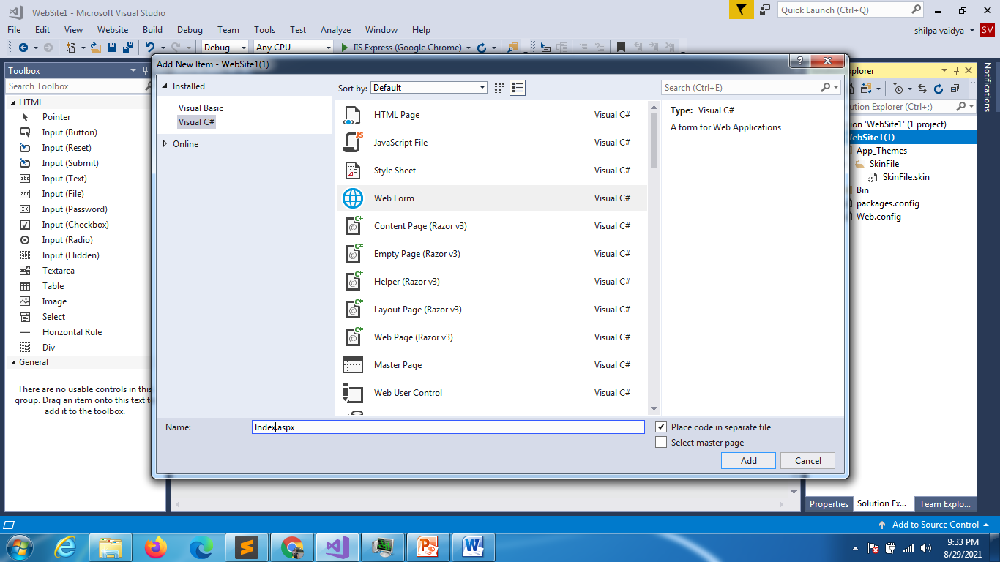 WebSite1 - Microsoft Visual Studio
Quick Launch (Ctrl+Q)
File Edit View Website Build Debug Team Tools Test Analyze Window Help
shilpa vaidya SV
Debug Any CPU IIS Express (Google Chrome)
Toolbox
Search Toolbox
HTML
Pointer
Input (Button)
Input (Reset)
Input (Submit)
Input (Text)
Input (File)
Input (Password)
Input (Checkbox)
Input (Radio)
Input (Hidden)
Textarea
Table
Image
Select
Horizontal Rule
Div
General
There are no usable controls in this
group. Drag an item onto this text t
add it to the toolbox.
Add New Item - WebSite1(1)
Installed
Visual Basic
Visual C#
Online
Sort by: Default
Search (Ctrl+E)
HTML Page Visual C#
JavaScript File Visual C#
Style Sheet Visual C#
Web Form Visual C#
Content Page (Razor v3) Visual C#
Empty Page (Razor v3) Visual C#
Helper (Razor v3) Visual C#
Layout Page (Razor v3) Visual C#
Web Page (Razor v3) Visual C#
Master Page Visual C#
Web User Control Visual C#
Type: Visual C#
A form for Web Applications
Name: Index.aspx
Place code in separate file
Select master page
Add Cancel
xplorer
ution Explorer (Ctrl+;)
ion 'WebSite1' (1 project)
ebSite1(1)
App_Themes
SkinFile
SkinFile.skin
Bin
packages.config
Web.config
Notifications
Properties Solution Ex... Team Explo...
Add to Source Control
9:33 PM
8/29/2021